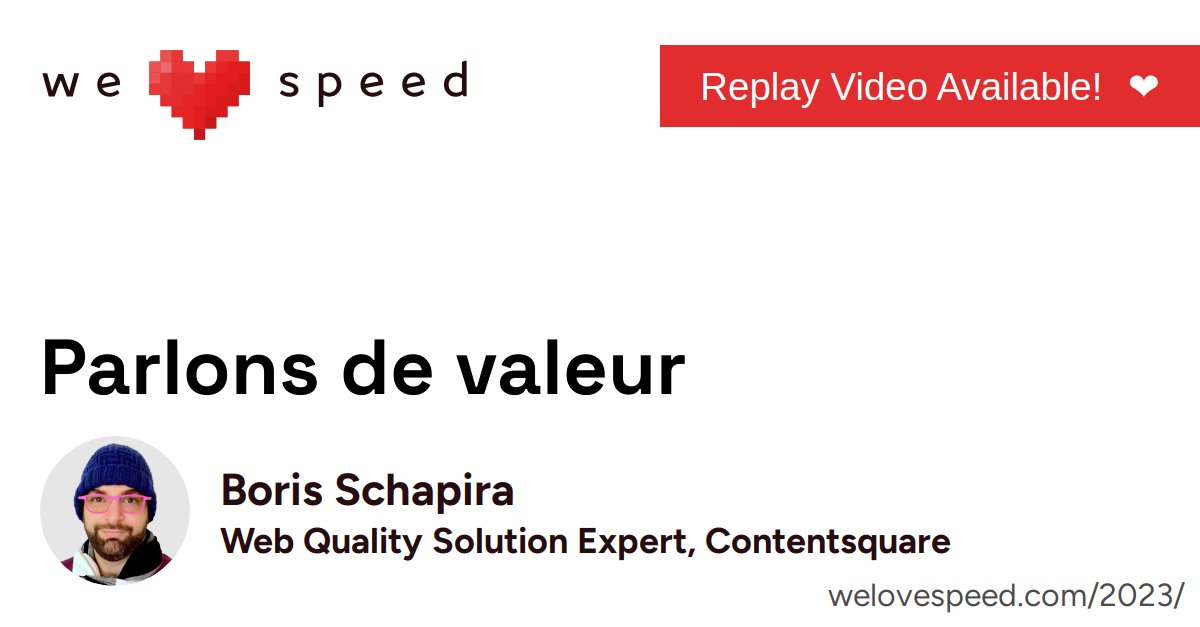 we ❤ speed
Replay Video Available! ❤
Parlons de valeur
Boris Schapira
Web Quality Solution Expert, Contentsquare
welovespeed.com/2023/